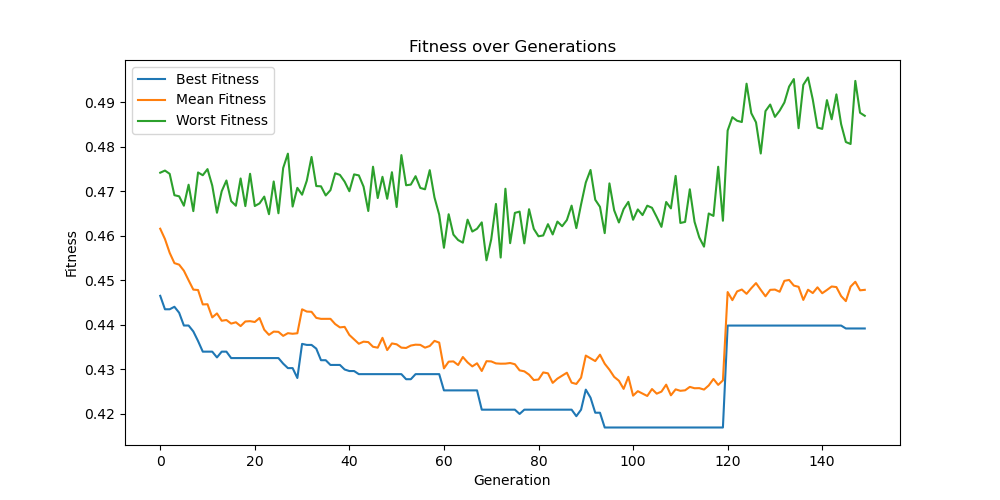 Fitness over Generations
Best Fitness
Mean Fitness
Worst Fitness
Fitness
0.49
0.48
0.47
0.46
0.45
0.44
0.43
0.42
0 20 40 60 80 100 120 140
Generation